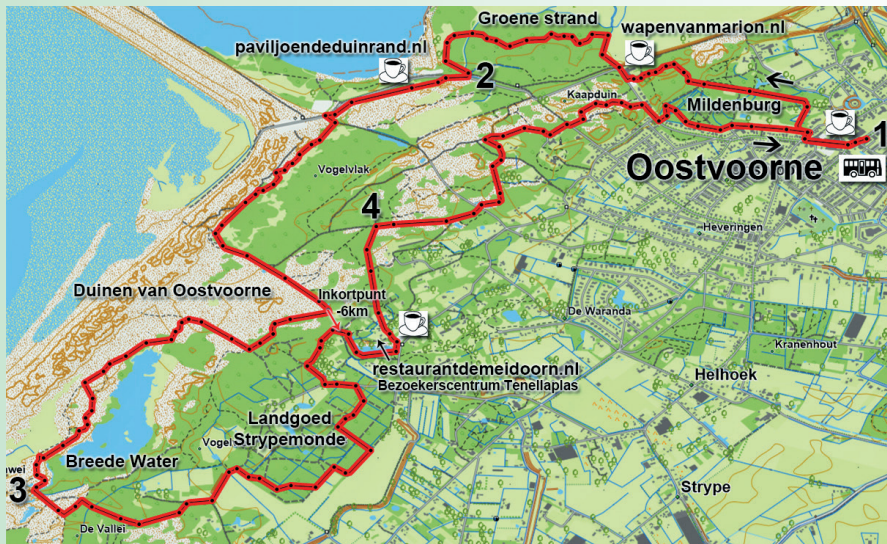 Groene strand
wapenvanmarion.nl
paviljoendeduinrand.nl
2
Kaapduin
Mildenburg
1
Oostvoorne
Vogelvlak
4
Heveringen
Duinen van Oostvoorne
Inkortpunt
-6km
De Waranda
Kranenhout
restaurantdemeidoorn.nl
Bezoekerscentrum Tenellaplas
Helhoek
Landgoed
Strypemonde
Vogel
Breede Water
nwei
3
Strype
De Vallei